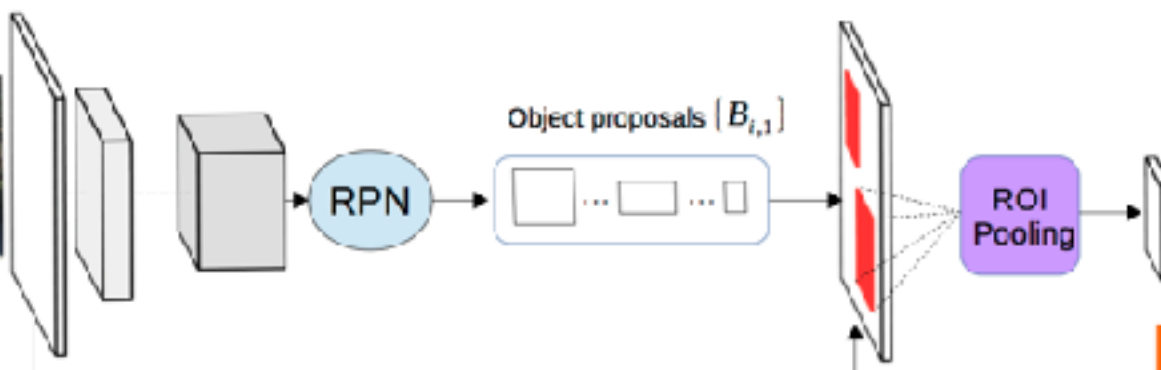 Object proposals [B_{i,1}]
RPN
... ...
ROI
Pooling